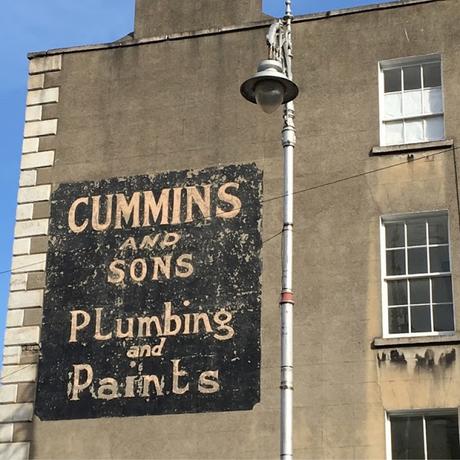 CUMMINS
AND
SONS
PLumbing
and
Paints